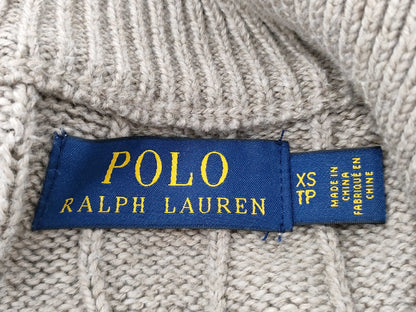 POLO
RALPH LAUREN
XS
TP
MADE IN
CHINA
FABRIQUÉ EN
CHINE